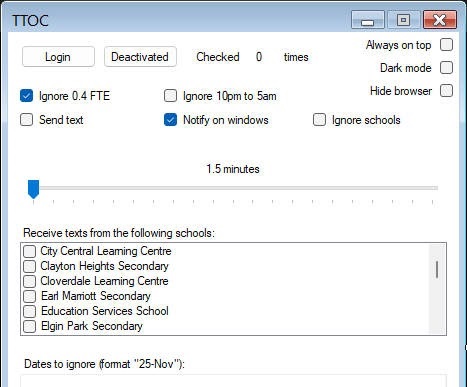 TTOC
Login Deactivated Checked 0 times
Always on top
Dark mode
Hide browser
Ignore 0.4 FTE Ignore 10pm to 5am
Send text Notify on windows Ignore schools
1.5 minutes
Receive texts from the following schools:
City Central Learning Centre
Clayton Heights Secondary
Cloverdale Learning Centre
Earl Marriott Secondary
Education Services School
Elgin Park Secondary
Dates to ignore (format "25-Nov"):